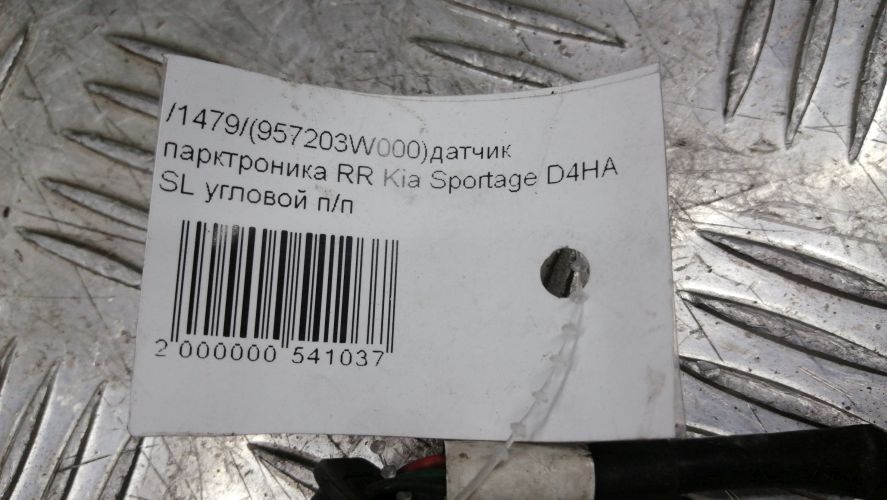 /1479/(957203W000)датчик
парктроника RR Kia Sportage D4HA
SL угловой п/п
2 000000 541037